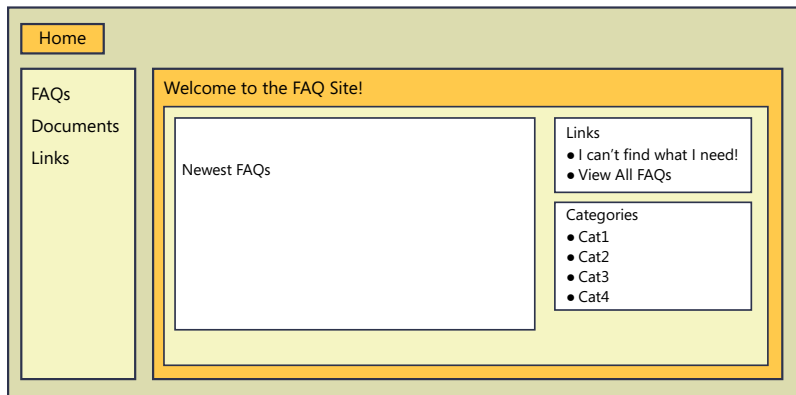 Home
FAQs
Documents
Links
Welcome to the FAQ Site!
Newest FAQs
Links
● I can’t find what I need!
● View All FAQs
Categories
● Cat1
● Cat2
● Cat3
● Cat4